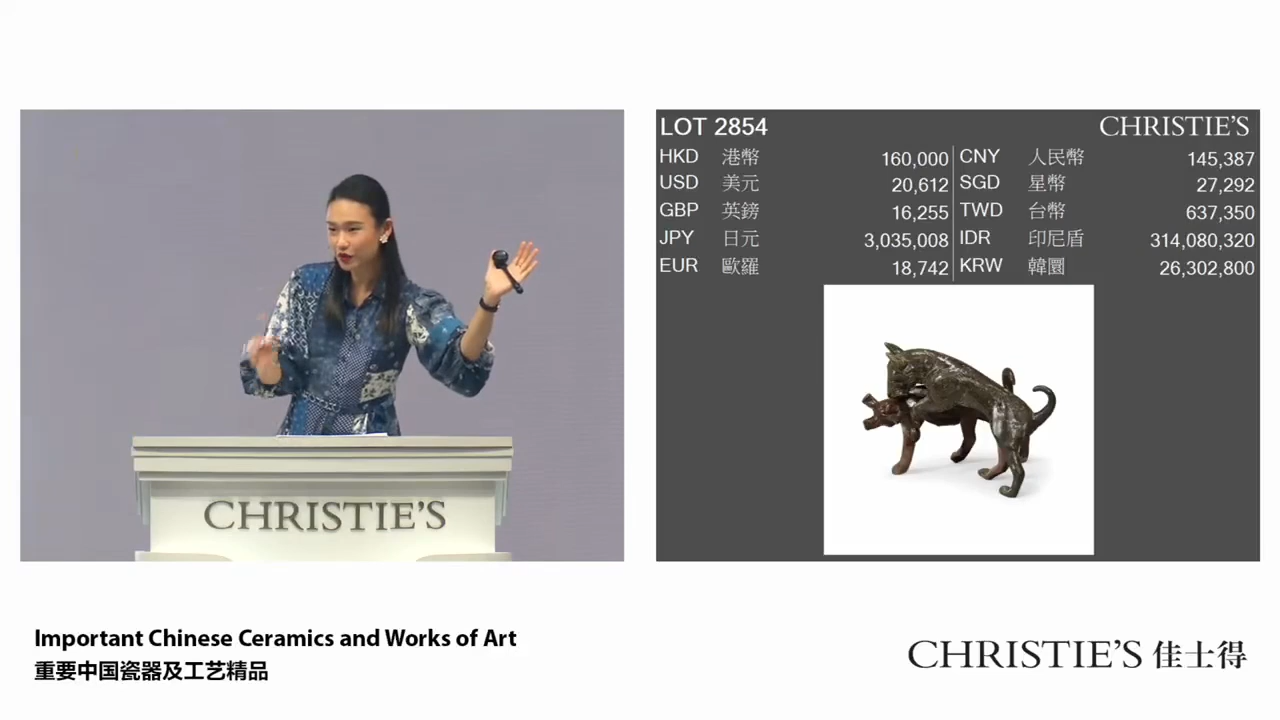 CHRISTIE'S
LOT 2854 CHRISTIE'S
HKD 港幣 160,000 CNY 人民幣 145,387
USD 美元 20,612 SGD 星幣 27,292
GBP 英鎊 16,255 TWD 台幣 637,350
JPY 日元 3,035,008 IDR 印尼盾 314,080,320
EUR 歐羅 18,742 KRW 韓圜 26,302,800
Important Chinese Ceramics and Works of Art
重要中国瓷器及工艺精品
CHRISTIE'S 佳士得